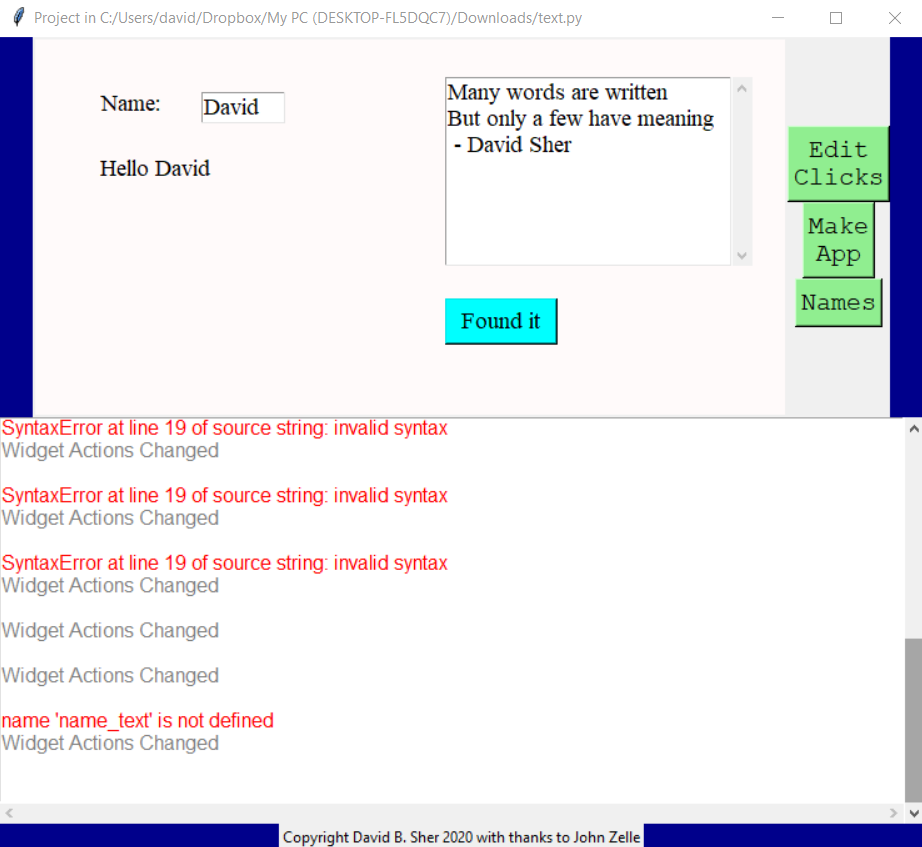 Project in C:/Users/david/Dropbox/My PC (DESKTOP-FL5DQC7)/Downloads/text.py
Name:
David
Hello David
Many words are written
But only a few have meaning
- David Sher
Found it
Edit
Clicks
Make
App
Names
SyntaxError at line 19 of source string: invalid syntax
Widget Actions Changed
SyntaxError at line 19 of source string: invalid syntax
Widget Actions Changed
SyntaxError at line 19 of source string: invalid syntax
Widget Actions Changed
Widget Actions Changed
Widget Actions Changed
name 'name_text' is not defined
Widget Actions Changed
Copyright David B. Sher 2020 with thanks to John Zelle